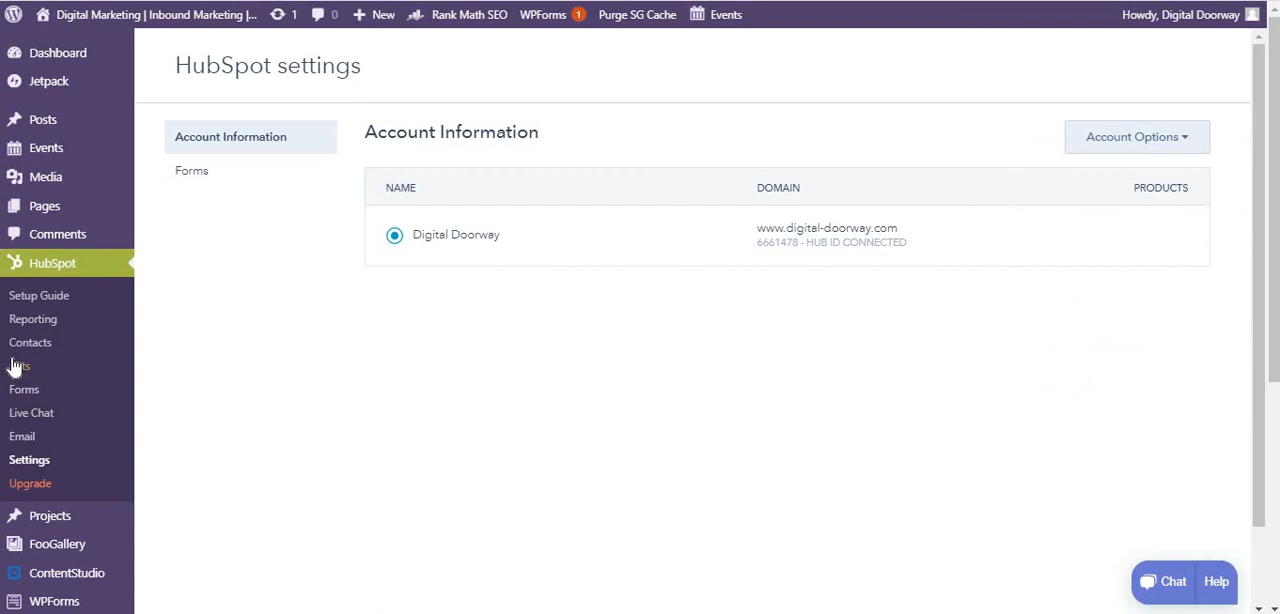 Digital Marketing | Inbound Marketing |... 1 0 New Rank Math SEO WPForms 1 Purge SG Cache Events Howdy, Digital Doorway
Dashboard
Jetpack
Posts
Events
Media
Pages
Comments
HubSpot
Setup Guide
Reporting
Contacts
Forms
Live Chat
Email
Settings
Upgrade
Projects
FooGallery
ContentStudio
WPForms
HubSpot settings
Account Information
Forms
Account Information
Account Options
NAME DOMAIN PRODUCTS
Digital Doorway www.digital-doorway.com
6661478 - HUB ID CONNECTED
Chat Help